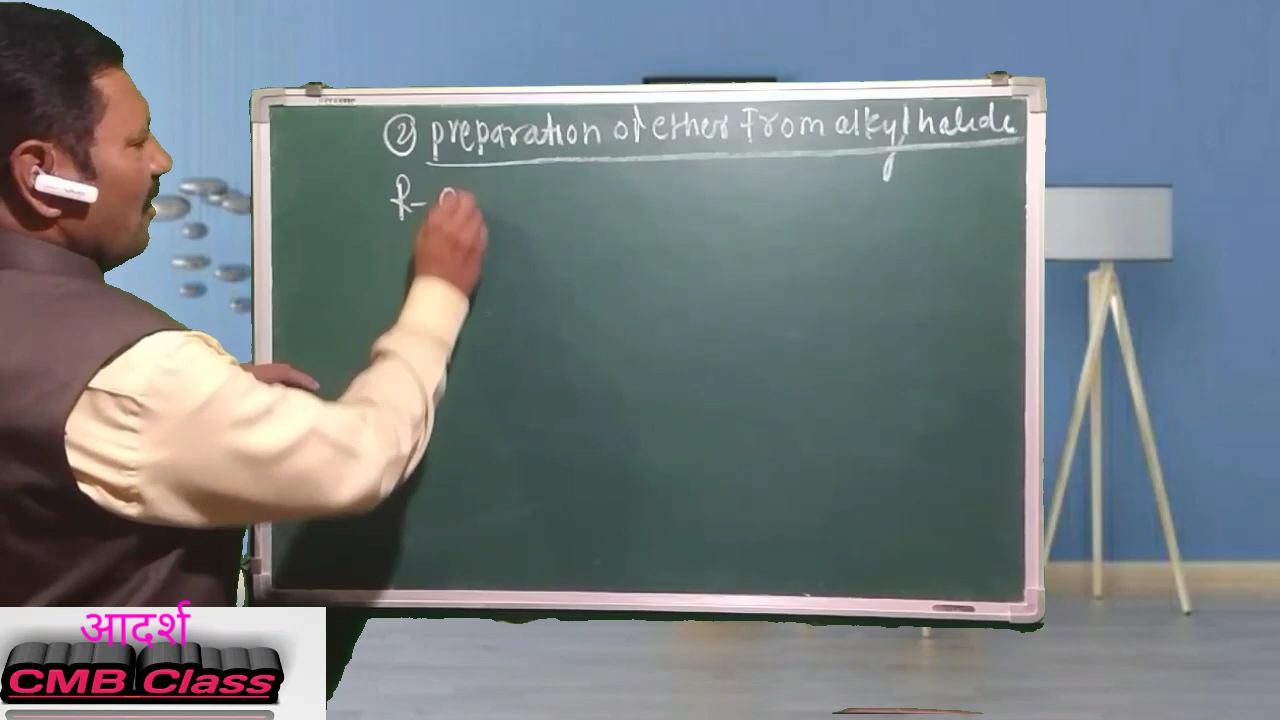 ② preparation of ether From alkyl halide
R-
आदर्श
CMB Class